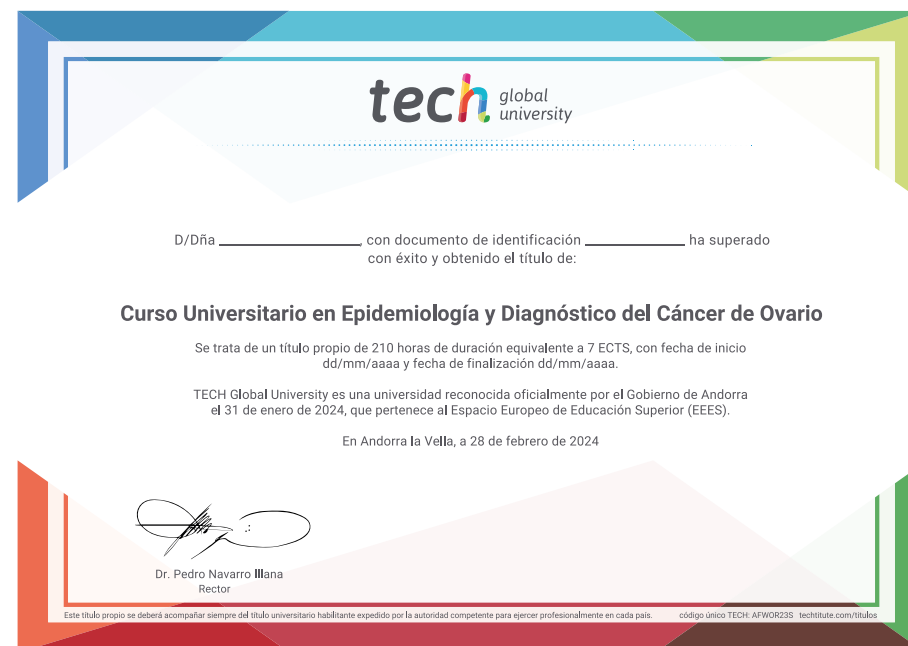 tech global university
D/Dña ______________, con documento de identificación __________ ha superado
con éxito y obtenido el título de:
Curso Universitario en Epidemiología y Diagnóstico del Cáncer de Ovario
Se trata de un título propio de 210 horas de duración equivalente a 7 ECTS, con fecha de inicio
dd/mm/aaaa y fecha de finalización dd/mm/aaaa.
TECH Global University es una universidad reconocida oficialmente por el Gobierno de Andorra
el 31 de enero de 2024, que pertenece al Espacio Europeo de Educación Superior (EEES).
En Andorra la Vella, a 28 de febrero de 2024
Dr. Pedro Navarro Illana
Rector
Este título propio se deberá acompañar siempre del título universitario habilitante expedido por la autoridad competente para ejercer profesionalmente en cada país. código único TECH: AFWOR23S techtitute.com/titulos